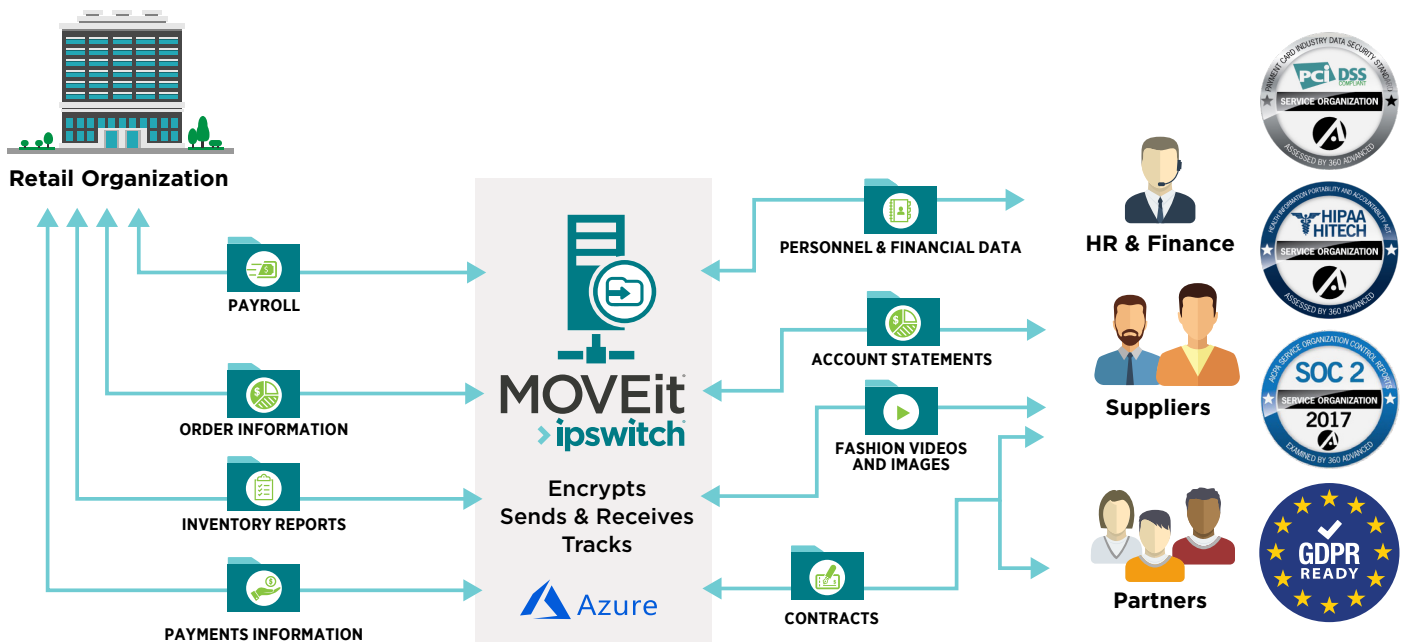 Retail Organization
PAYROLL
ORDER INFORMATION
INVENTORY REPORTS
PAYMENTS INFORMATION
MOVEit
ipswitch
Encrypts
Sends & Receives
Tracks
Azure
PERSONNEL & FINANCIAL DATA
ACCOUNT STATEMENTS
FASHION VIDEOS
AND IMAGES
CONTRACTS
HR & Finance
Suppliers
Partners
PAYMENT CARD INDUSTRY DATA SECURITY STANDARD
PCI DSS
COMPLIANT
SERVICE ORGANIZATION
ASSESSED BY 360 ADVANCED
HEALTH INFORMATION PORTABILITY AND ACCOUNTABILITY ACT
HIPAA
HITECH
SERVICE ORGANIZATION
ASSESSED BY 360 ADVANCED
AICPA SERVICE ORGANIZATION CONTROL REPORTS
SOC 2
SERVICE ORGANIZATION
2017
EXAMINED BY 360 ADVANCED
GDPR
READY